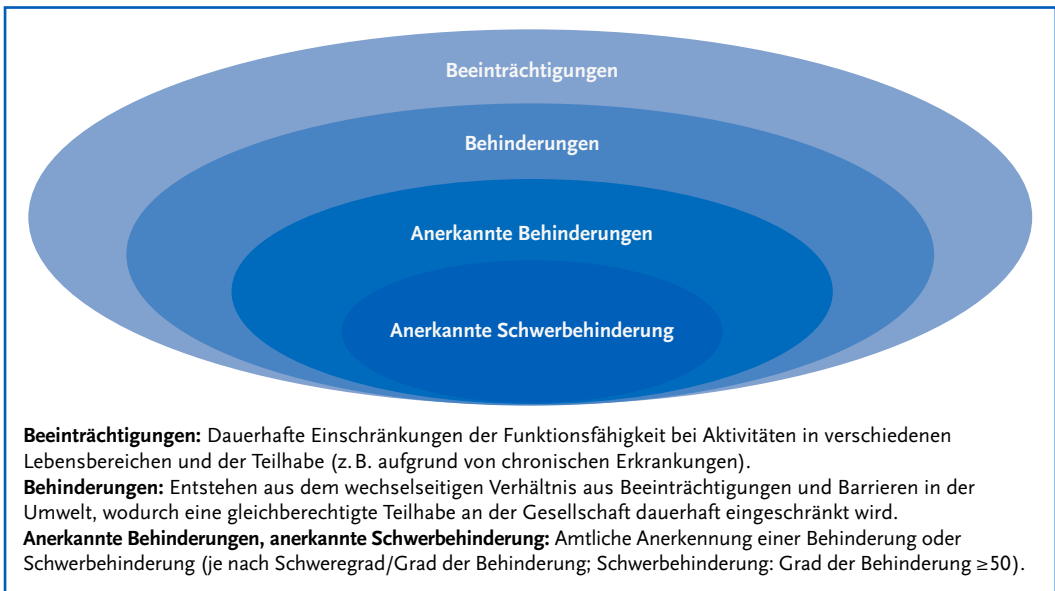 Beeinträchtigungen
Behinderungen
Anerkannte Behinderungen
Anerkannte Schwerbehinderung
Beeinträchtigungen: Dauerhafte Einschränkungen der Funktionsfähigkeit bei Aktivitäten in verschiedenen
Lebensbereichen und der Teilhabe (z. B. aufgrund von chronischen Erkrankungen).
Behinderungen: Entstehen aus dem wechselseitigen Verhältnis aus Beeinträchtigungen und Barrieren in der
Umwelt, wodurch eine gleichberechtigte Teilhabe an der Gesellschaft dauerhaft eingeschränkt wird.
Anerkannte Behinderungen, anerkannte Schwerbehinderung: Amtliche Anerkennung einer Behinderung oder
Schwerbehinderung (je nach Schweregrad/Grad der Behinderung; Schwerbehinderung: Grad der Behinderung ≥50).